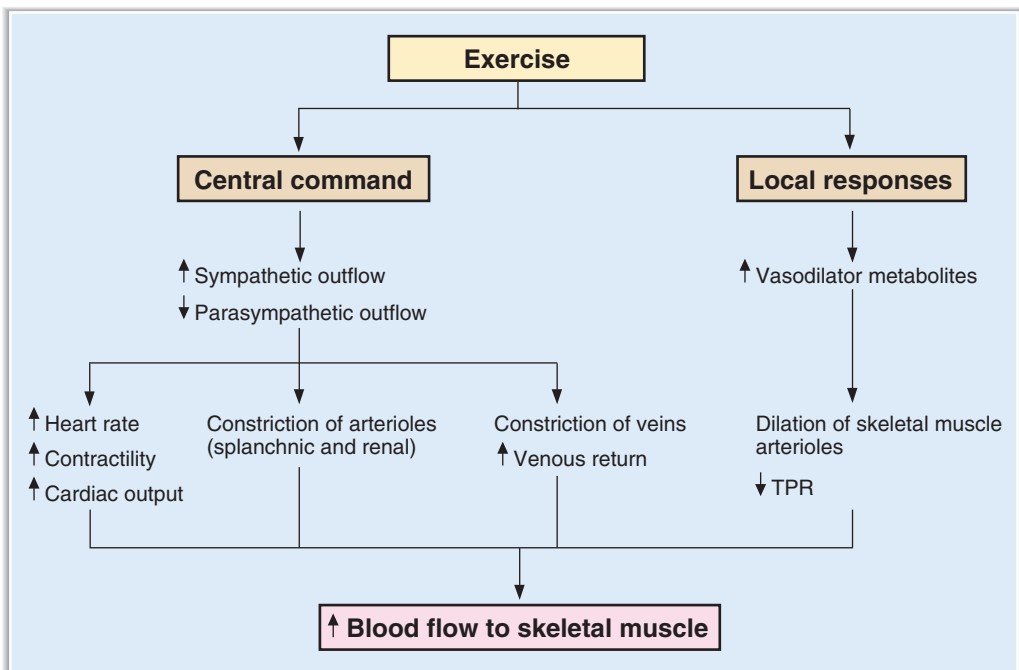 Exercise
Central command
Local responses
↑ Sympathetic outflow
↓ Parasympathetic outflow
↑ Vasodilator metabolites
↑ Heart rate
↑ Contractility
↑ Cardiac output
Constriction of arterioles
(splanchnic and renal)
Constriction of veins
↑ Venous return
Dilation of skeletal muscle
arterioles
↓ TPR
↑ Blood flow to skeletal muscle